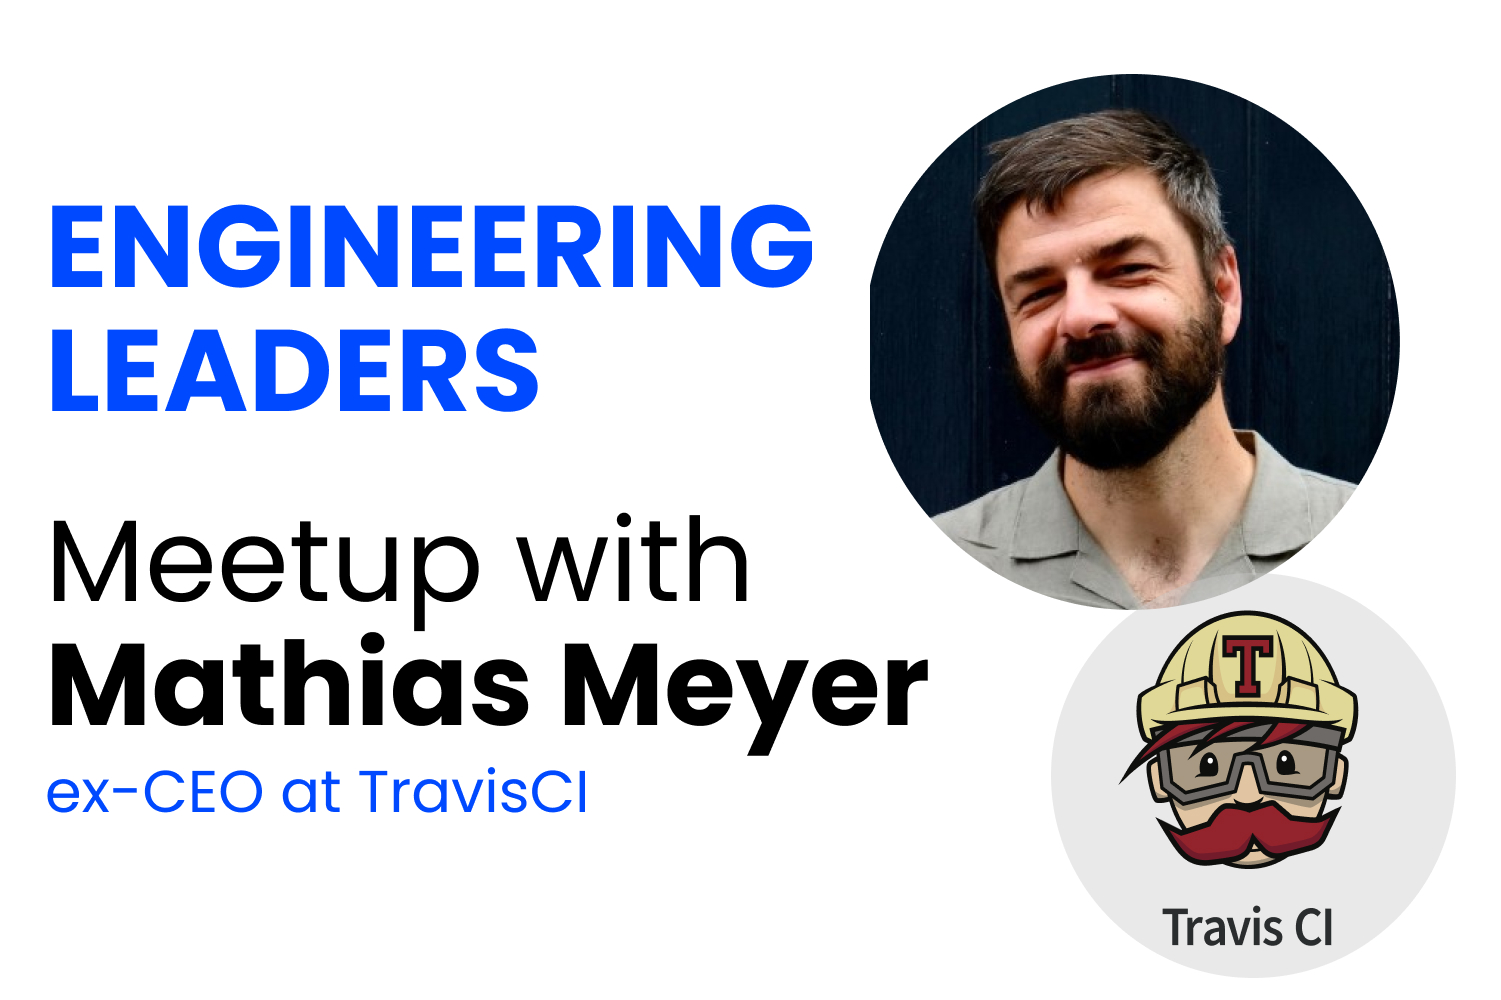 ENGINEERING
LEADERS
Meetup with
Mathias Meyer
ex-CEO at TravisCI
T
Travis CI